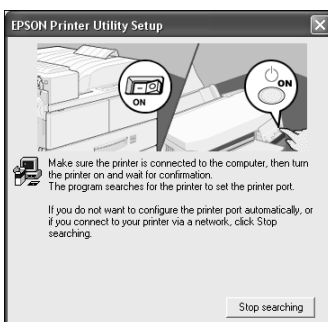 EPSON Printer Utility Setup
ON
ON
Make sure the printer is connected to the computer, then turn
the printer on and wait for confirmation.
The program searches for the printer to set the printer port.
If you do not want to configure the printer port automatically, or
if you connect to your printer via a network, click Stop
searching.
Stop searching